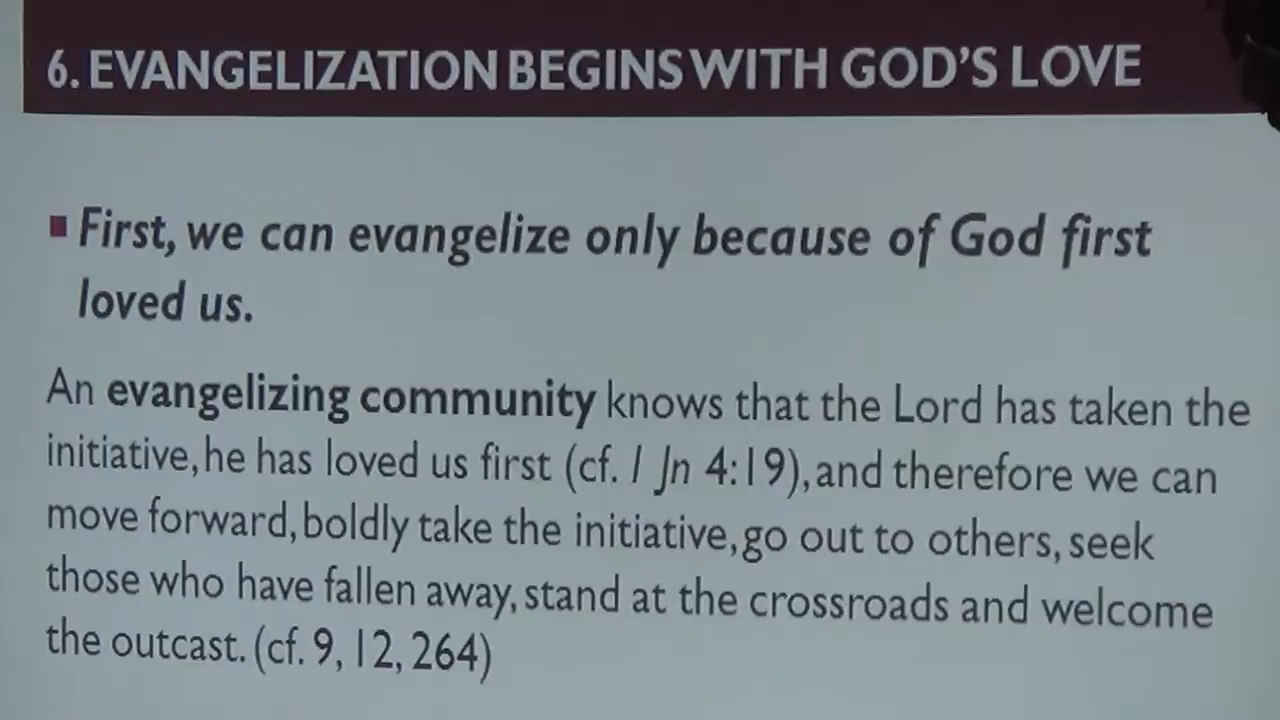 6. EVANGELIZATION BEGINS WITH GOD'S LOVE
▪ First, we can evangelize only because of God first
loved us.
An evangelizing community knows that the Lord has taken the
initiative, he has loved us first (cf. I Jn 4:19), and therefore we can
move forward, boldly take the initiative, go out to others, seek
those who have fallen away, stand at the crossroads and welcome
the outcast. (cf. 9, 12, 264)